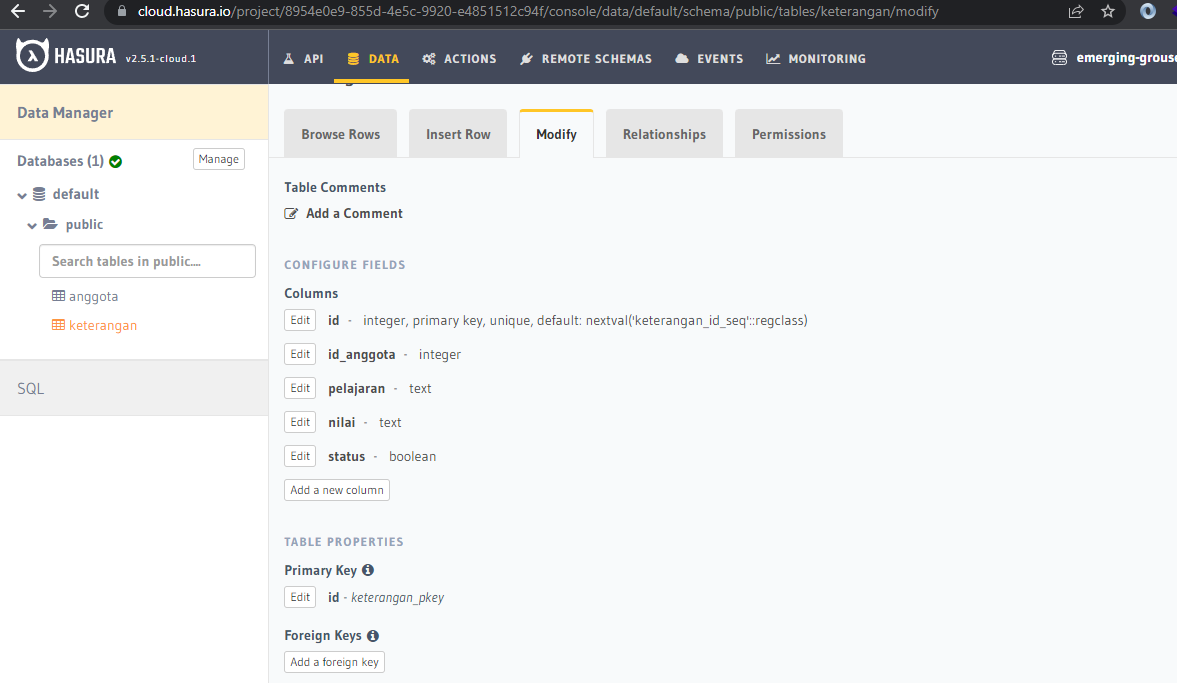 cloud.hasura.io/project/8954e0e9-855d-4e5c-9920-e4851512c94f/console/data/default/schema/public/tables/keterangan/modify
HASURA v2.5.1-cloud.1
API DATA ACTIONS REMOTE SCHEMAS EVENTS MONITORING emerging-grouse
Data Manager
Databases (1) Manage
default
public
Search tables in public....
anggota
keterangan
SQL
Browse Rows Insert Row Modify Relationships Permissions
Table Comments
Add a Comment
CONFIGURE FIELDS
Columns
Edit id - integer, primary key, unique, default: nextval('keterangan_id_seq'::regclass)
Edit id_anggota - integer
Edit pelajaran - text
Edit nilai - text
Edit status - boolean
Add a new column
TABLE PROPERTIES
Primary Key
Edit id - keterangan_pkey
Foreign Keys
Add a foreign key